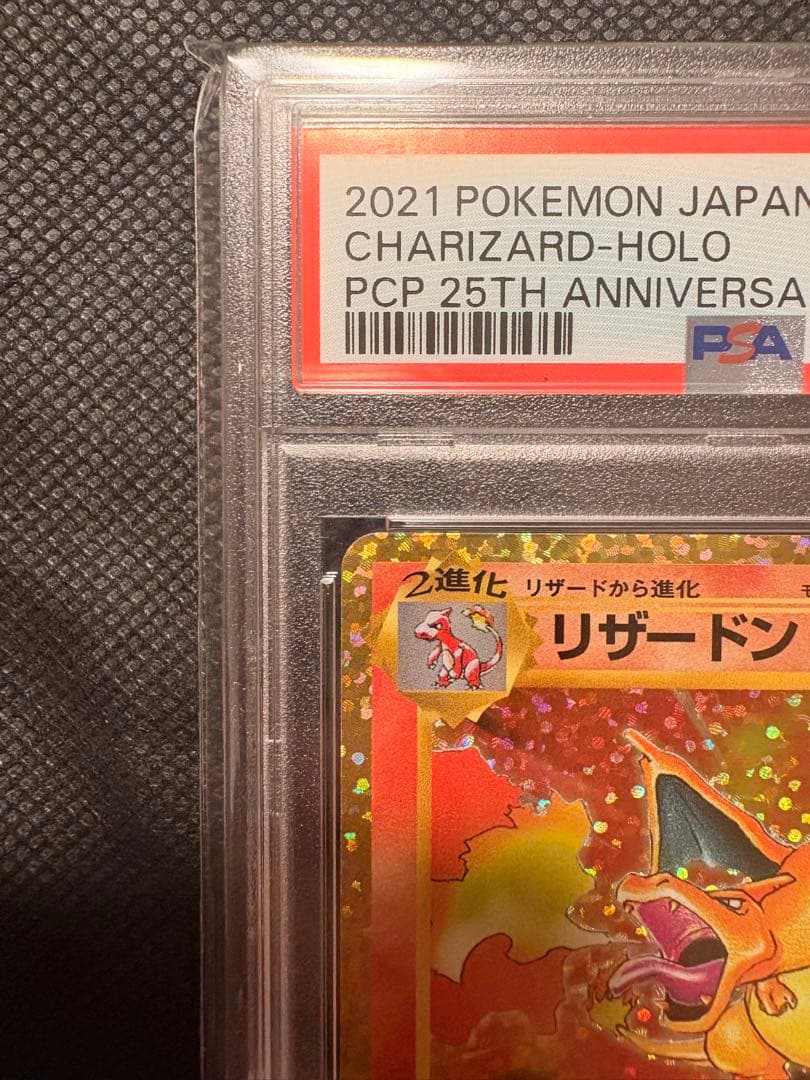 2021 POKEMON JAPAN
CHARIZARD-HOLO
PCP 25TH ANNIVERSA
PSA
2進化 リザードから進化
リザードン